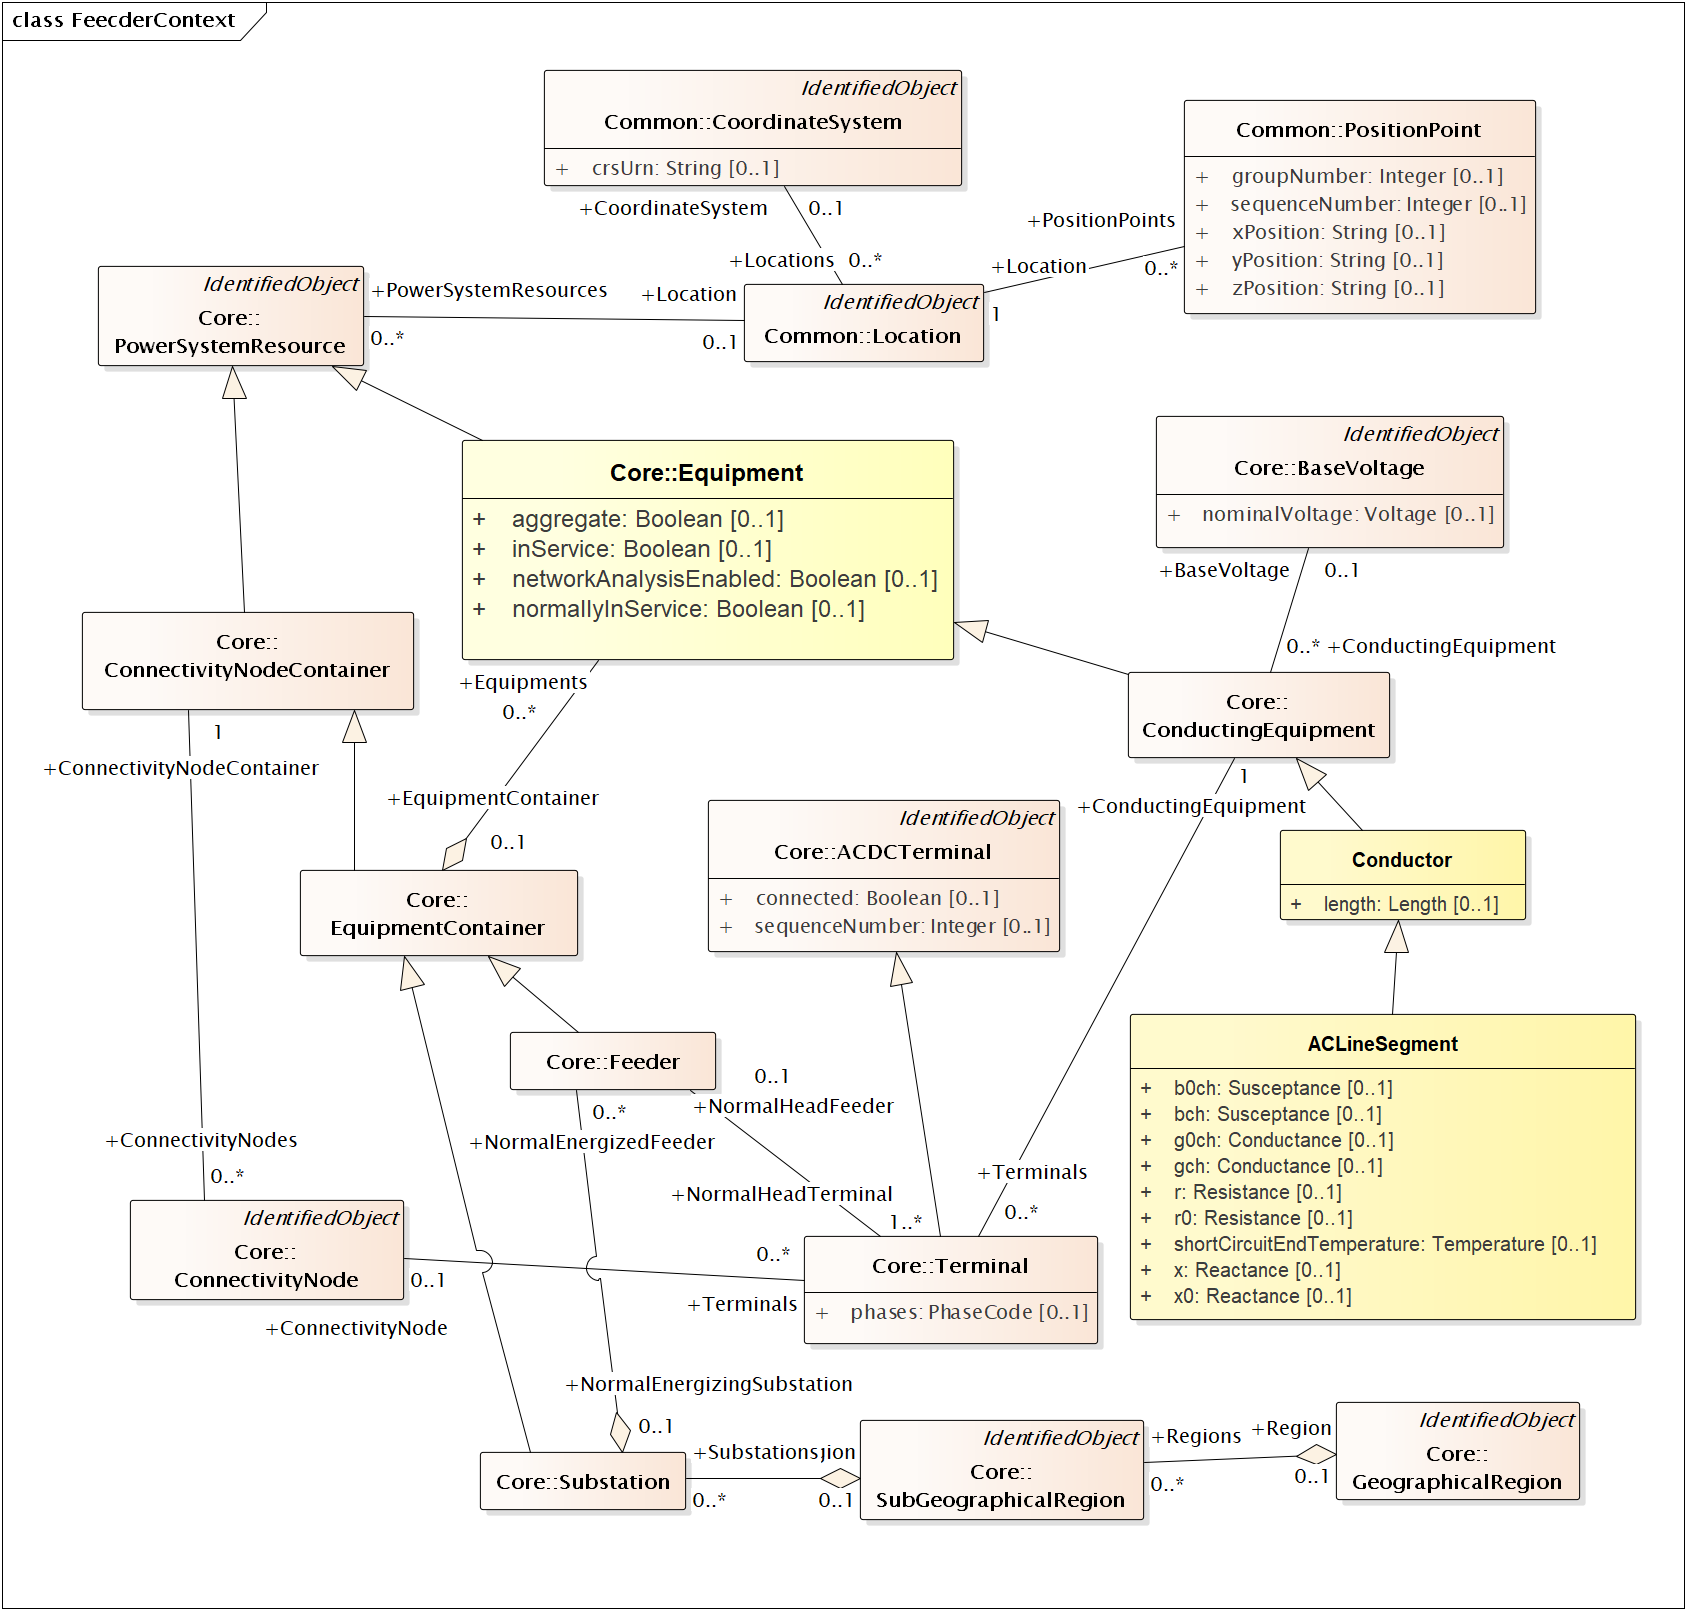 class FeecderContext
IdentifiedObject
Common::CoordinateSystem
+ crsUrn: String [0..1]
+CoordinateSystem 0..1
+Locations 0..*
IdentifiedObject
Common::Location
Common::PositionPoint
+ groupNumber: Integer [0..1]
+ sequenceNumber: Integer [0..1]
+ xPosition: String [0..1]
+ yPosition: String [0..1]
+ zPosition: String [0..1]
+PositionPoints
0..*
+Location
1
IdentifiedObject
Core::
PowerSystemResource
+PowerSystemResources
0..*
+Location
0..1
Core::Equipment
+ aggregate: Boolean [0..1]
+ inService: Boolean [0..1]
+ networkAnalysisEnabled: Boolean [0..1]
+ normallyInService: Boolean [0..1]
IdentifiedObject
Core::BaseVoltage
+ nominalVoltage: Voltage [0..1]
+BaseVoltage 0..1
0..* +ConductingEquipment
Core::
ConnectivityNodeContainer
1
+ConnectivityNodeContainer
+Equipments
0..*
+EquipmentContainer
0..1
Core::
ConductingEquipment
1
+ConductingEquipment
Core::
EquipmentContainer
IdentifiedObject
Core::ACDCTerminal
+ connected: Boolean [0..1]
+ sequenceNumber: Integer [0..1]
Conductor
+ length: Length [0..1]
Core::Feeder
0..1
+NormalHeadFeeder
0..*
+NormalEnergizedFeeder
ACLineSegment
+ b0ch: Susceptance [0..1]
+ bch: Susceptance [0..1]
+ g0ch: Conductance [0..1]
+ gch: Conductance [0..1]
+ r: Resistance [0..1]
+ r0: Resistance [0..1]
+ shortCircuitEndTemperature: Temperature [0..1]
+ x: Reactance [0..1]
+ x0: Reactance [0..1]
+ConnectivityNodes
0..*
+NormalHeadTerminal
1..*
+Terminals
0..*
IdentifiedObject
Core::
ConnectivityNode
0..1
+ConnectivityNode
0..*
+Terminals
Core::Terminal
+ phases: PhaseCode [0..1]
+NormalEnergizingSubstation
0..1
Core::Substation
+Substations
0..*
0..1
IdentifiedObject
Core::
SubGeographicalRegion
+Regions
0..*
+Region
0..1
IdentifiedObject
Core::
GeographicalRegion